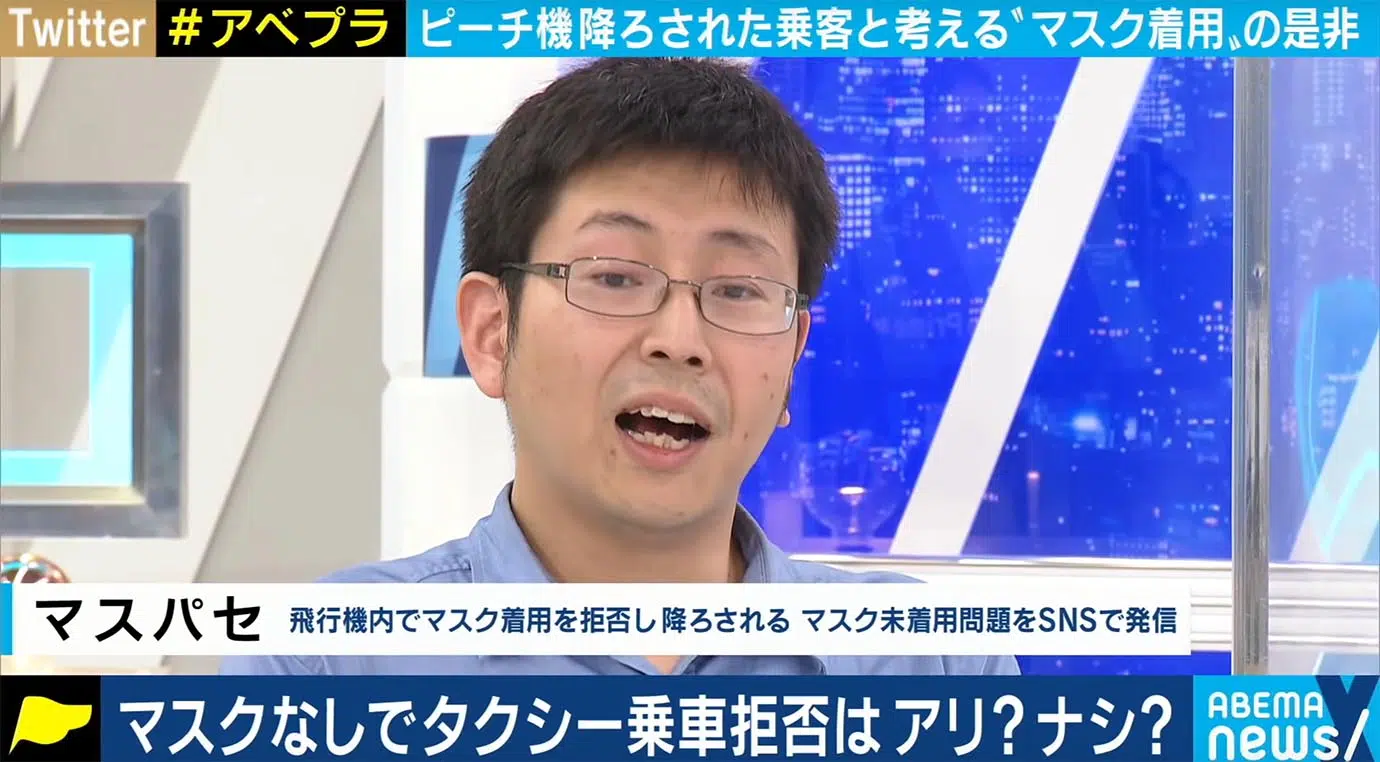 Twitter #アベプラ ピーチ機降ろされた乗客と考える〝マスク着用〟の是非
マスパセ 飛行機内でマスク着用を拒否し降ろされる マスク未着用問題をSNSで発信
マスクなしでタクシー乗車拒否はアリ?ナシ?
ABEMA
news/